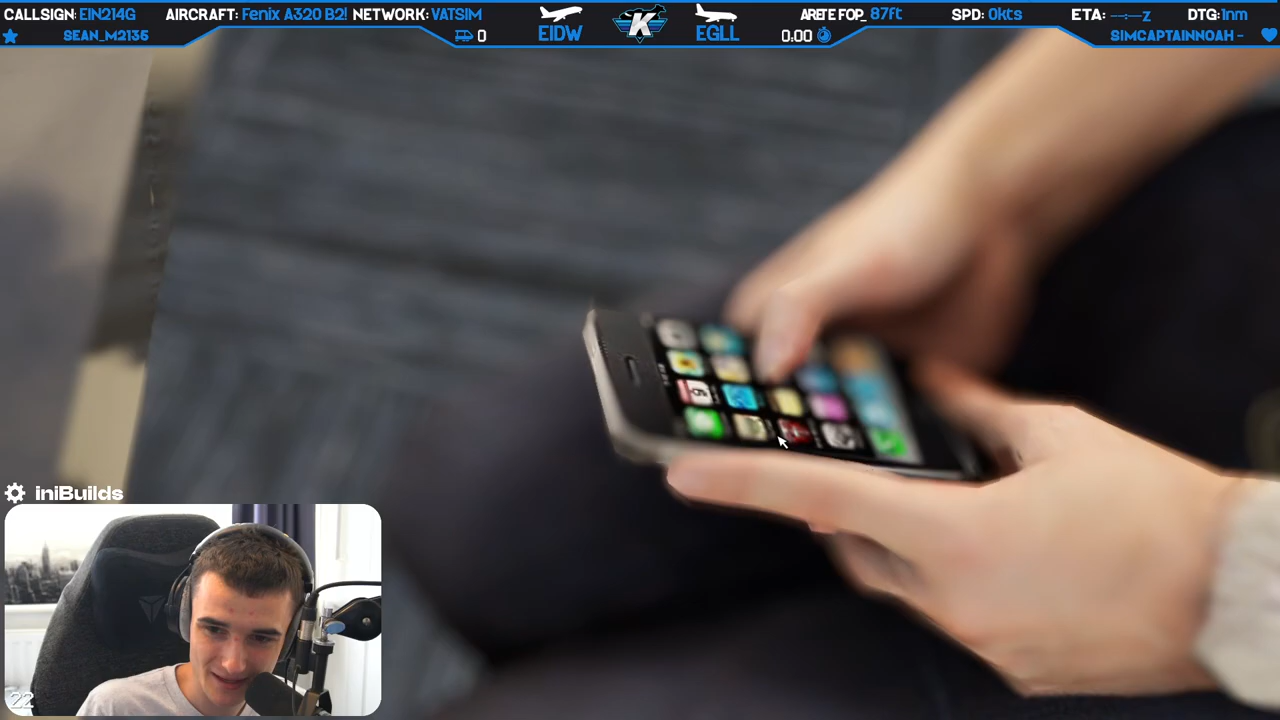 CALLSIGN: EIN214G AIRCRAFT: Fenix A320 B2! NETWORK: VATSIM EIDW K EGLL ARETE FOP_ 87ft SPD: 0kts ETA: --:--z DTG: 1nm
SEAN_M2135 0 0:00 SIMCAPTAINNOAH -
iniBuilds
22